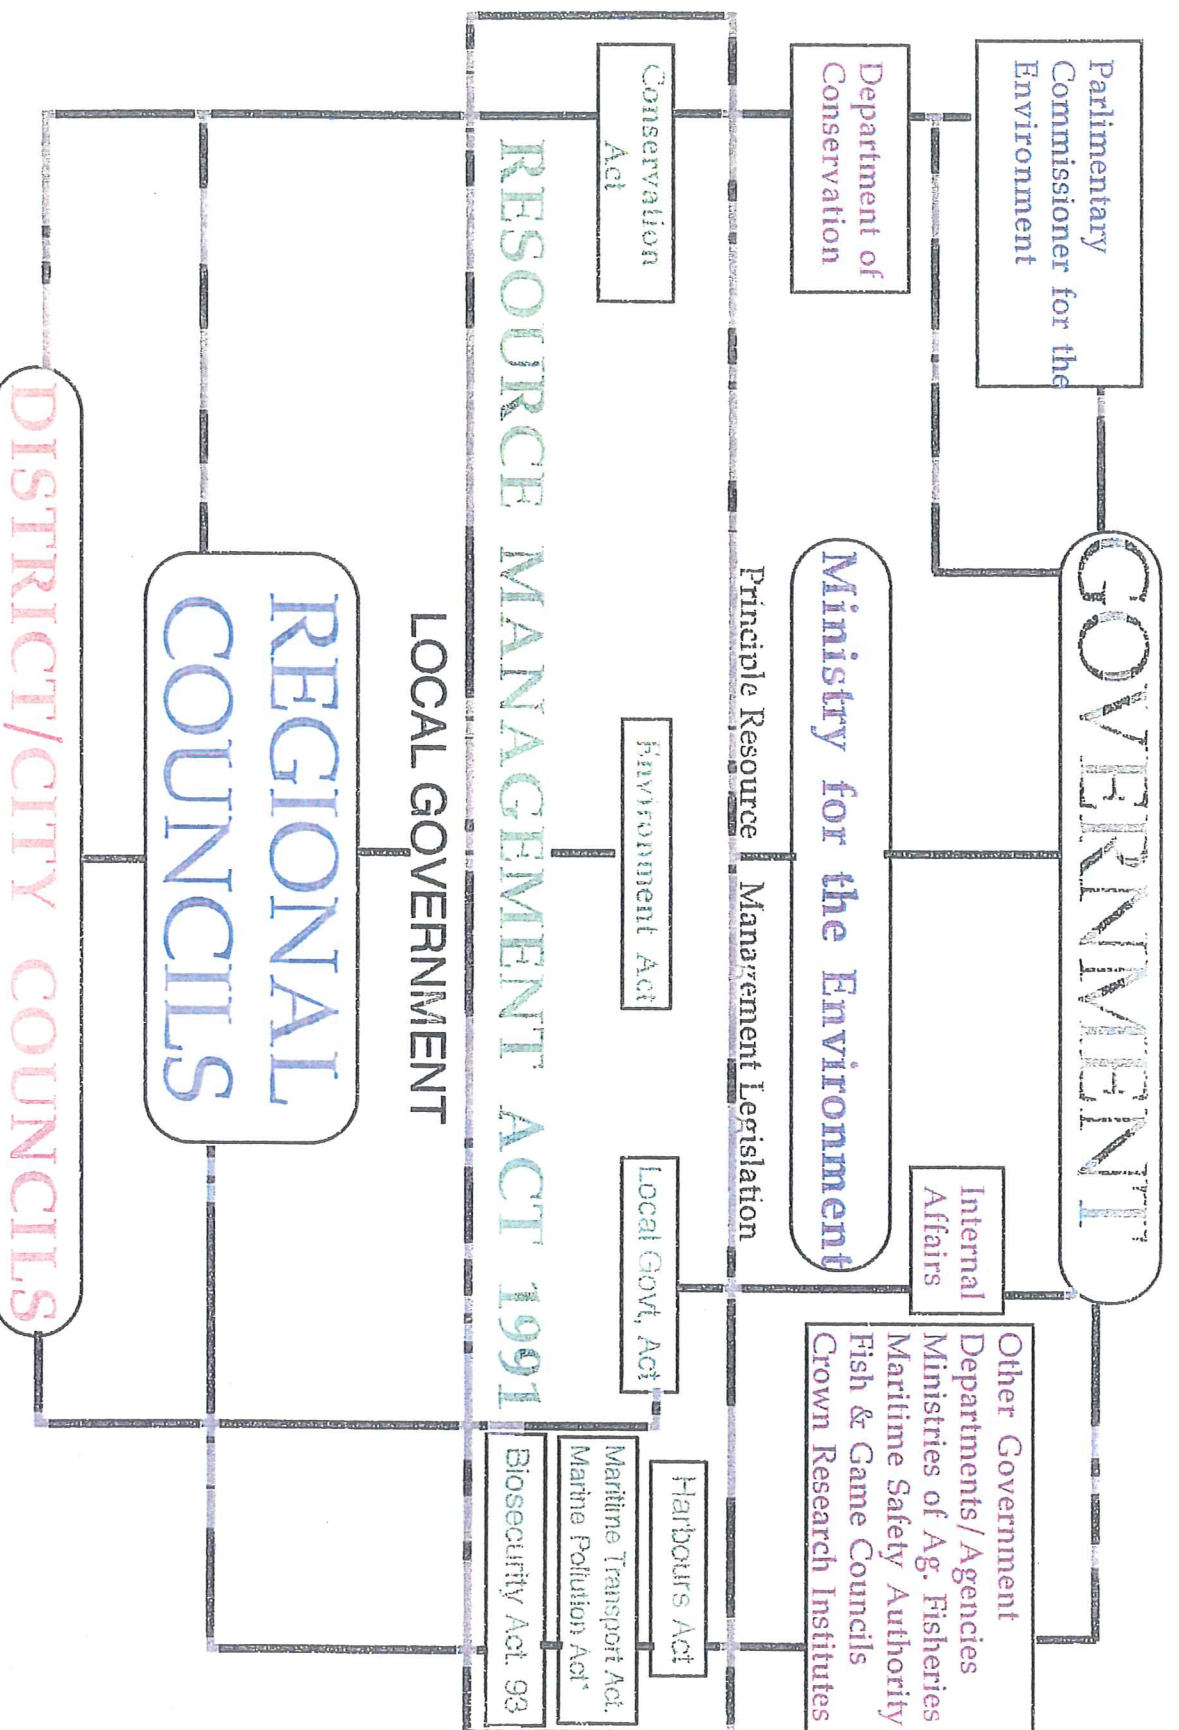 GOVERNMENT
Parlimentary
Commissioner for the
Environment
Internal
Affairs
Department of
Conservation
Ministry for the Environment
Other Government
Departments/Agencies
Ministries of Ag. Fisheries
Maritime Safety Authority
Fish & Game Councils
Crown Research Institutes
Principle Resource Management Legislation
Conservation
Act
Environment Act
Local Govt, Act
Harbours Act
Maritime Transport Act.
Marine Pollution Act*
Biosecurity Act. 93
RESOURCE MANAGEMENT ACT 1991
LOCAL GOVERNMENT
REGIONAL
COUNCILS
DISTRICT/CITY COUNCILS